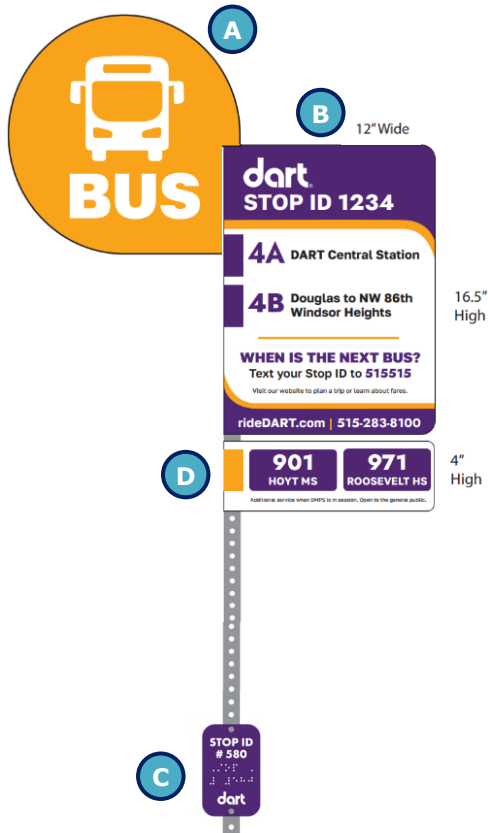 A
B
12” Wide
BUS
dart
STOP ID 1234
4A DART Central Station
4B Douglas to NW 86th
Windsor Heights
16.5”
High
WHEN IS THE NEXT BUS?
Text your Stop ID to 515515
Visit our website to plan a trip or learn about fares.
rideDART.com | 515-283-8100
D
901
HOYT MS
971
ROOSEVELT HS
4”
High
Additional service when DMPS is in session. Open to the general public.
C
STOP ID
# 580
dart